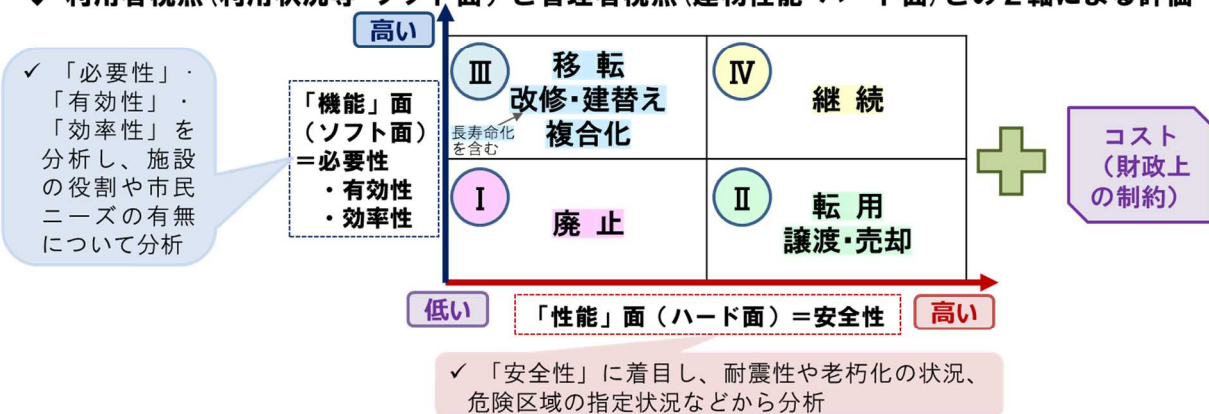 ◆ 利用者視点(利用状況等→ソフト面)と管理者視点(建物性能→ハード面)との2軸による評価
高い
✓ 「必要性」・
「有効性」・
「効率性」を
分析し、施設
の役割や市民
ニーズの有無
について分析
「機能」面
(ソフト面)
=必要性
・有効性
・効率性
Ⅲ
移 転
改修・建替え
複合化
長寿命化
を含む
Ⅳ
継 続
Ⅰ
廃 止
Ⅱ
転 用
譲渡・売却
コスト
(財政上
の制約)
低い
「性能」面(ハード面)=安全性
高い
✓ 「安全性」に着目し、耐震性や老朽化の状況、
危険区域の指定状況などから分析